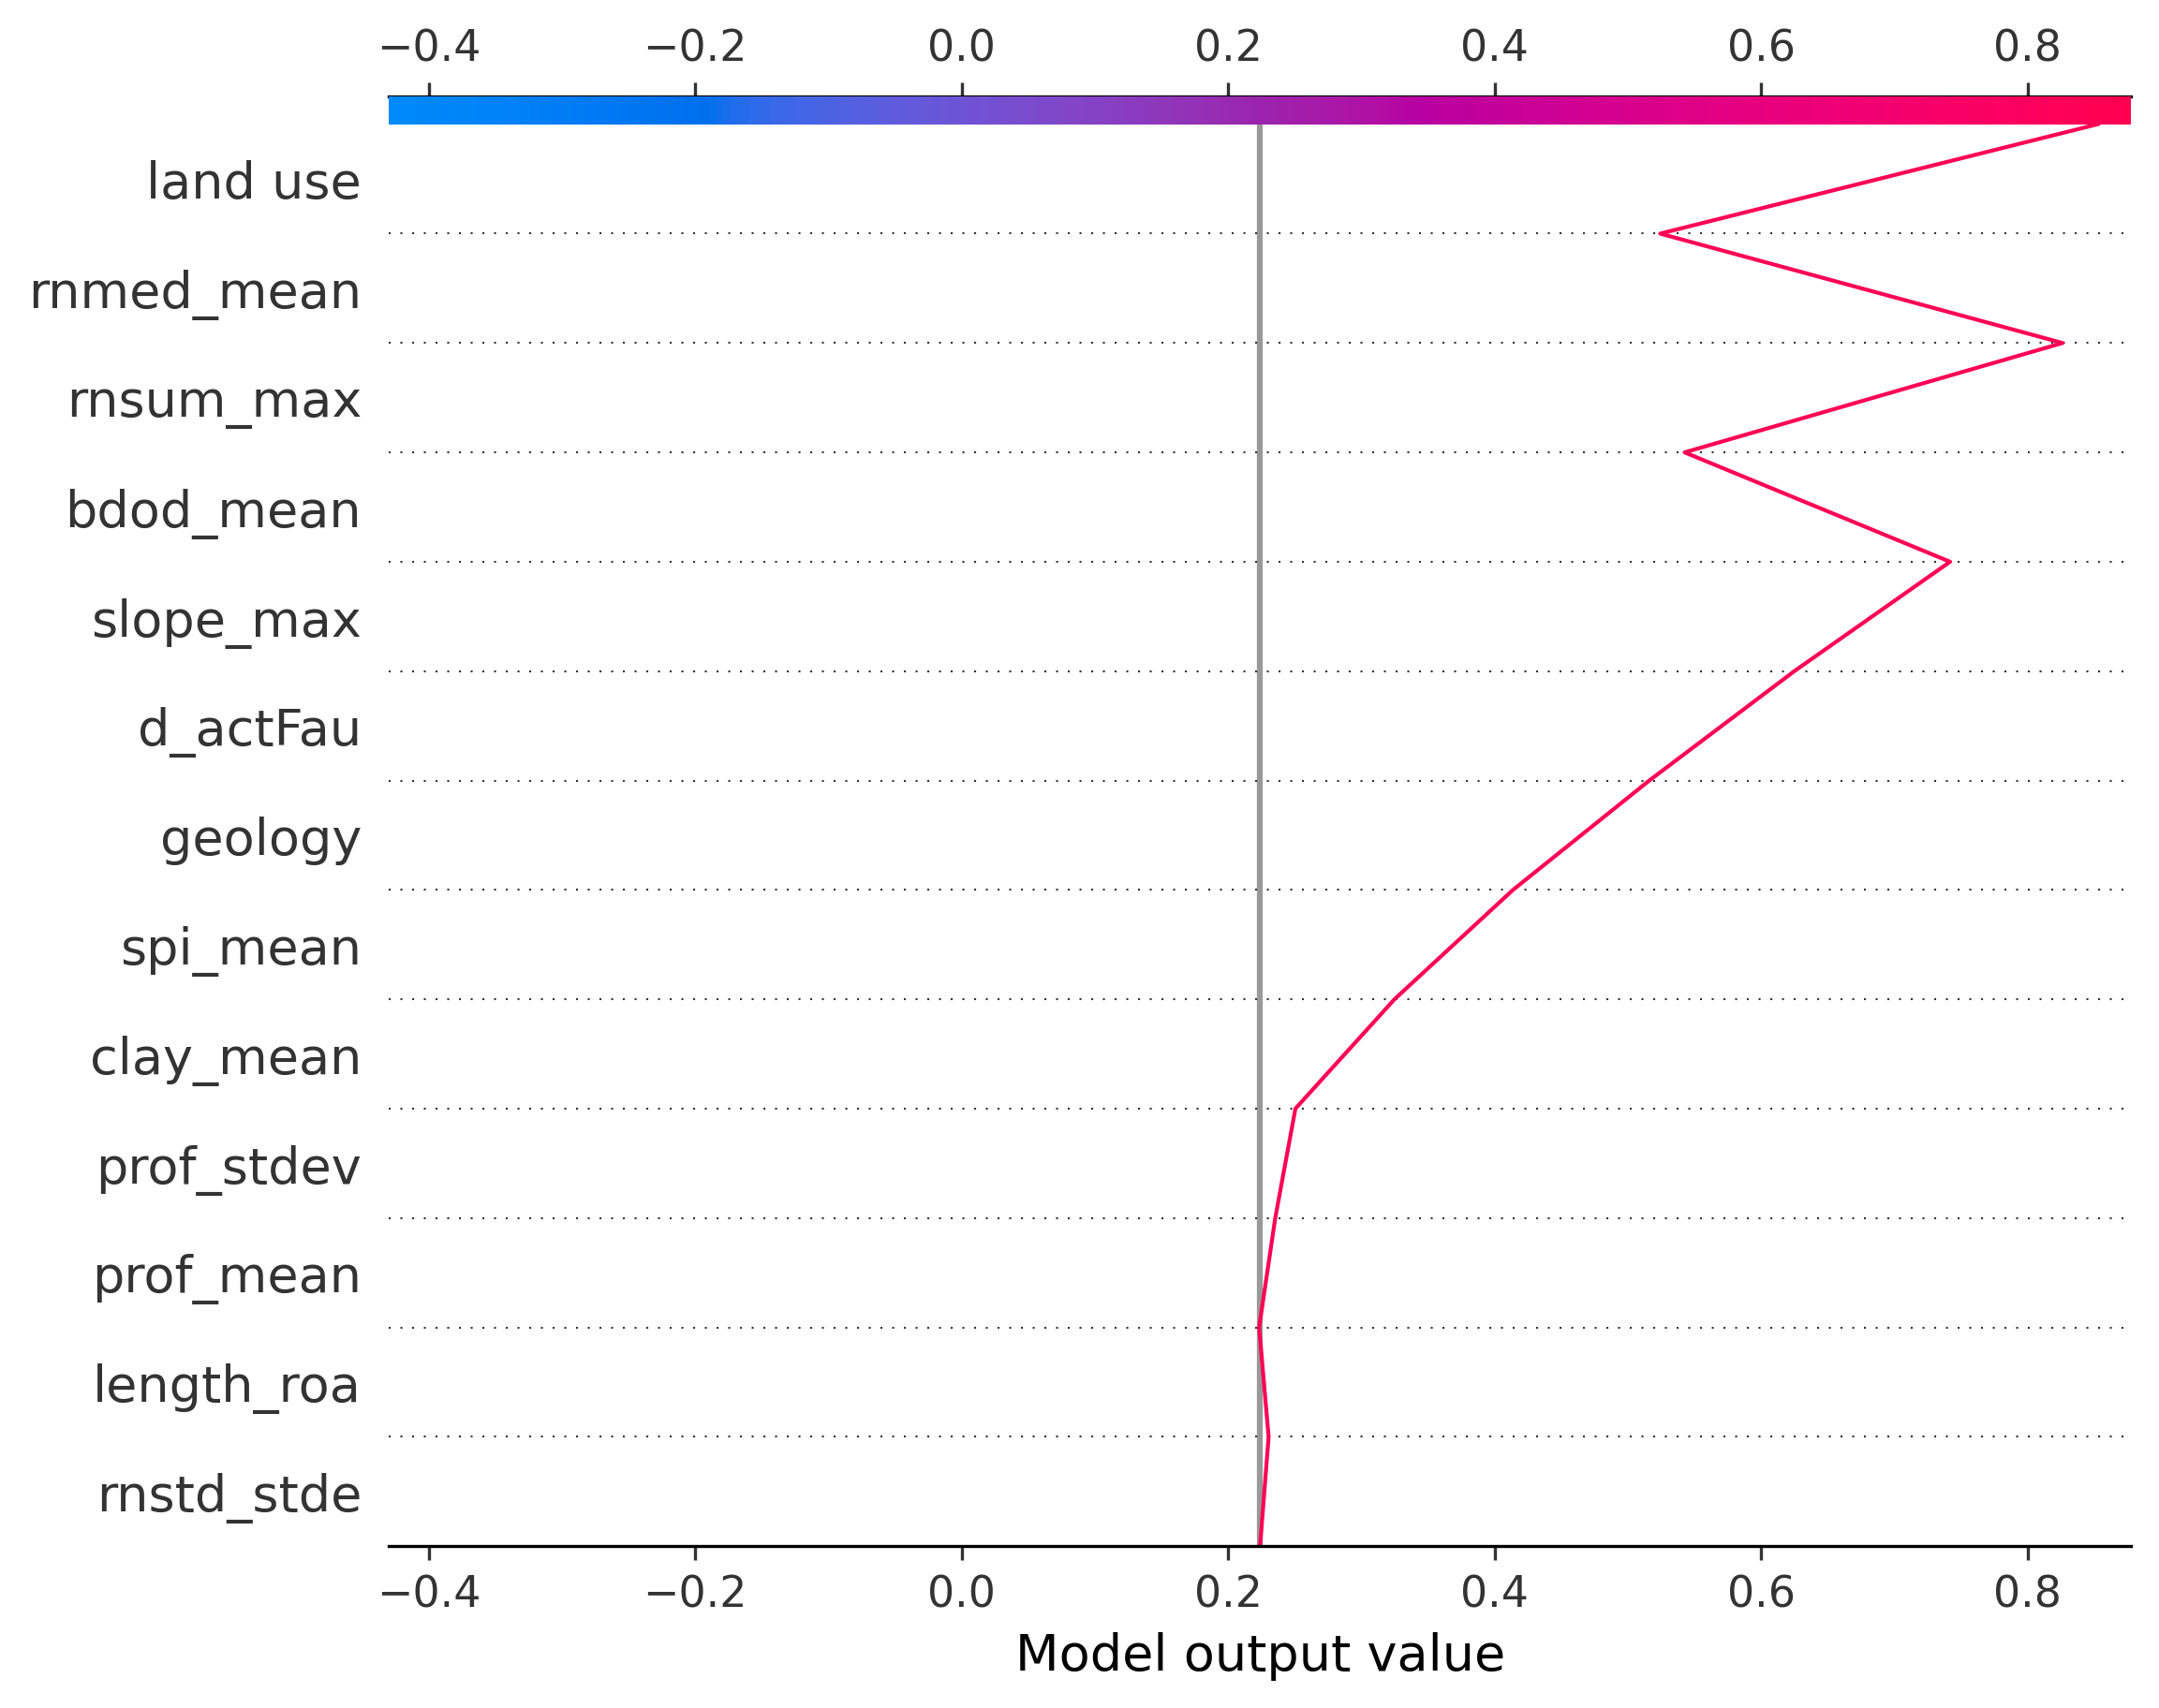 −0.4 −0.2 0.0 0.2 0.4 0.6 0.8
land use
rnmed_mean
rnsum_max
bdod_mean
slope_max
d_actFau
geology
spi_mean
clay_mean
prof_stdev
prof_mean
length_roa
rnstd_stde
−0.4 −0.2 0.0 0.2 0.4 0.6 0.8
Model output value